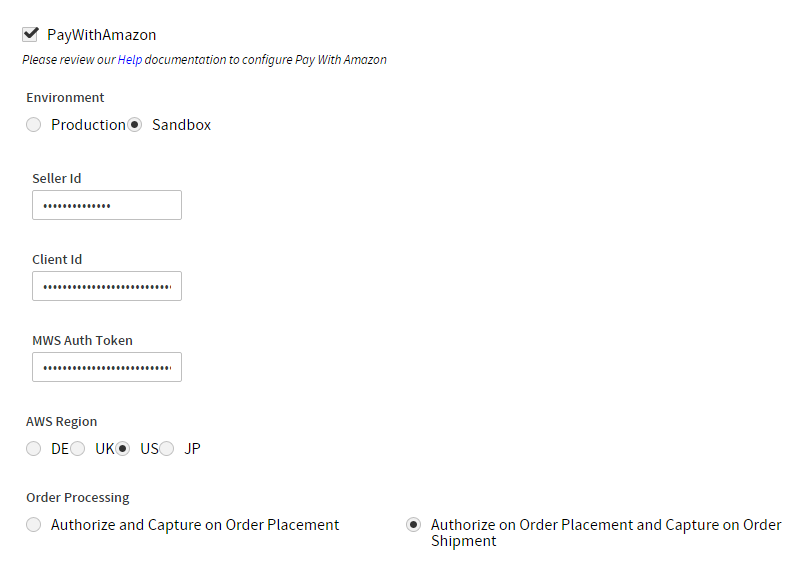 PayWithAmazon
Please review our Help documentation to configure Pay With Amazon
Environment
Production Sandbox
Seller Id
••••••••••••••
Client Id
•••••••••••••••••••••••••••
MWS Auth Token
•••••••••••••••••••••••••••
AWS Region
DE UK US JP
Order Processing
Authorize and Capture on Order Placement
Authorize on Order Placement and Capture on Order
Shipment